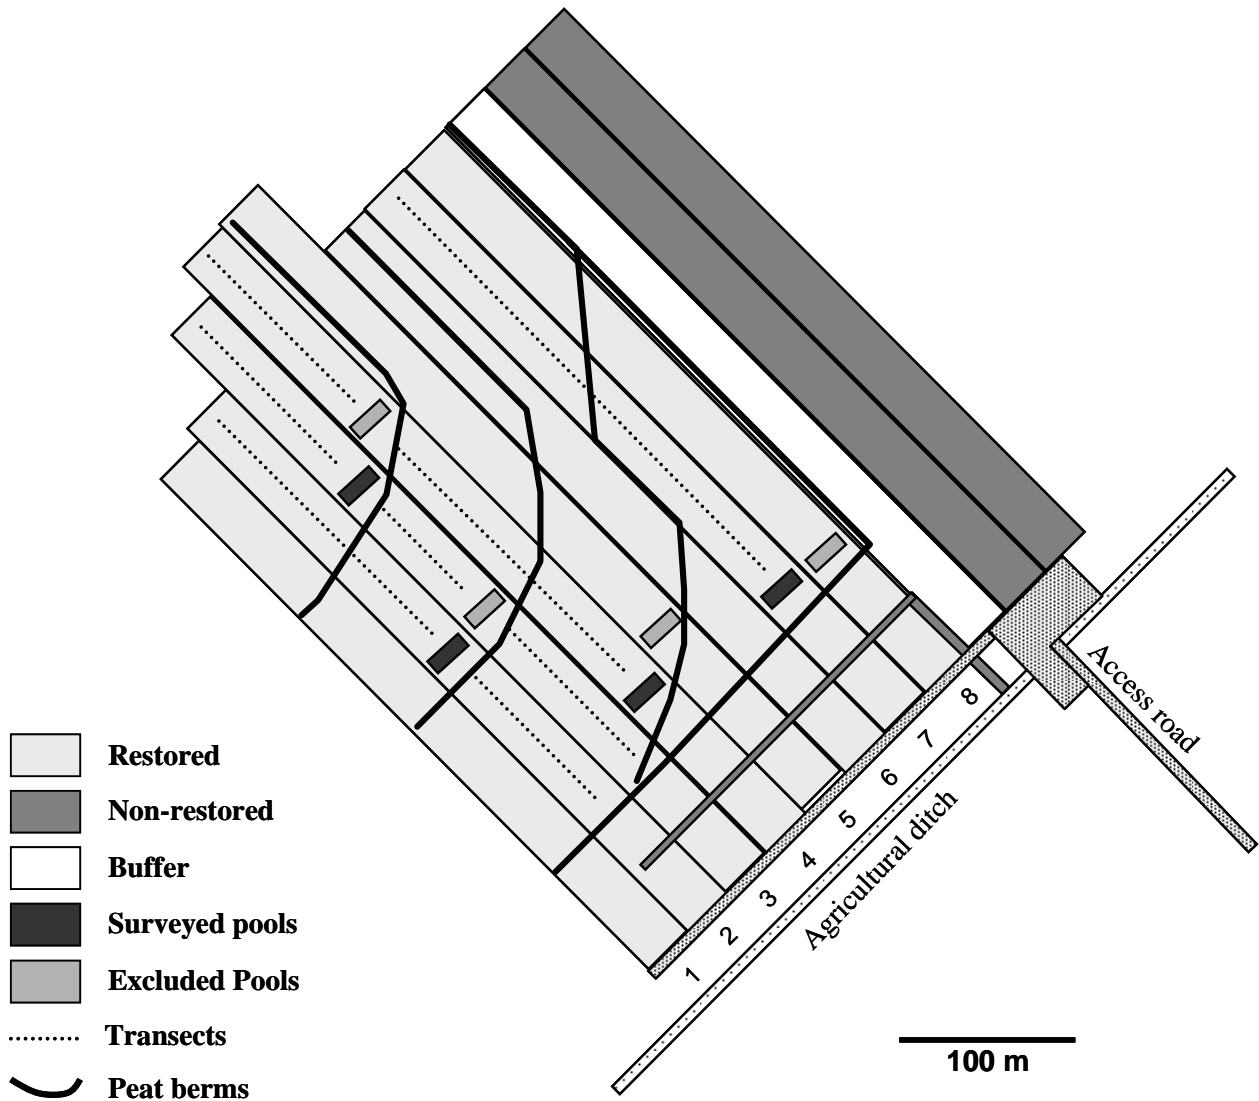 Access road
8
7
6
5
4
3
2
1
Agricultural ditch
Restored
Non-restored
Buffer
Surveyed pools
Excluded Pools
Transects
Peat berms
100 m